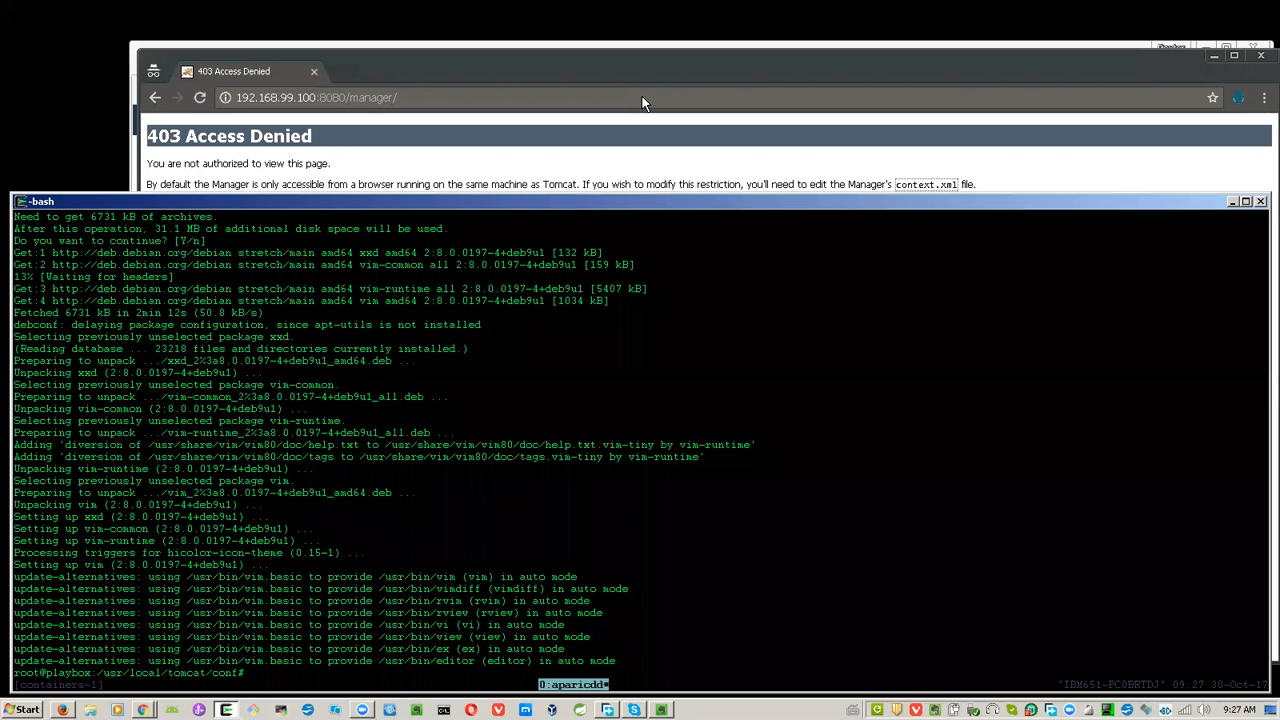 403 Access Denied
192.168.99.100:8080/manager/
403 Access Denied
You are not authorized to view this page.
By default the Manager is only accessible from a browser running on the same machine as Tomcat. If you wish to modify this restriction, you'll need to edit the Manager's context.xml file.
-bash
Need to get 6731 kB of archives.
After this operation, 31.1 MB of additional disk space will be used.
Do you want to continue? [Y/n]
Get:1 http://deb.debian.org/debian stretch/main amd64 xxd amd64 2:8.0.0197-4+deb9u1 [132 kB]
Get:2 http://deb.debian.org/debian stretch/main amd64 vim-common all 2:8.0.0197-4+deb9u1 [159 kB]
13% [Waiting for headers]
Get:3 http://deb.debian.org/debian stretch/main amd64 vim-runtime all 2:8.0.0197-4+deb9u1 [5407 kB]
Get:4 http://deb.debian.org/debian stretch/main amd64 vim amd64 2:8.0.0197-4+deb9u1 [1034 kB]
Fetched 6731 kB in 2min 12s (50.8 kB/s)
debconf: delaying package configuration, since apt-utils is not installed
Selecting previously unselected package xxd.
(Reading database ... 23218 files and directories currently installed.)
Preparing to unpack .../xxd_2%3a8.0.0197-4+deb9u1_amd64.deb ...
Unpacking xxd (2:8.0.0197-4+deb9u1) ...
Selecting previously unselected package vim-common.
Preparing to unpack .../vim-common_2%3a8.0.0197-4+deb9u1_all.deb ...
Unpacking vim-common (2:8.0.0197-4+deb9u1) ...
Selecting previously unselected package vim-runtime.
Preparing to unpack .../vim-runtime_2%3a8.0.0197-4+deb9u1_all.deb ...
Adding 'diversion of /usr/share/vim/vim80/doc/help.txt to /usr/share/vim/vim80/doc/help.txt.vim-tiny by vim-runtime'
Adding 'diversion of /usr/share/vim/vim80/doc/tags to /usr/share/vim/vim80/doc/tags.vim-tiny by vim-runtime'
Unpacking vim-runtime (2:8.0.0197-4+deb9u1) ...
Selecting previously unselected package vim.
Preparing to unpack .../vim_2%3a8.0.0197-4+deb9u1_amd64.deb ...
Unpacking vim (2:8.0.0197-4+deb9u1) ...
Setting up xxd (2:8.0.0197-4+deb9u1) ...
Setting up vim-common (2:8.0.0197-4+deb9u1) ...
Setting up vim-runtime (2:8.0.0197-4+deb9u1) ...
Processing triggers for hicolor-icon-theme (0.15-1) ...
Setting up vim (2:8.0.0197-4+deb9u1) ...
update-alternatives: using /usr/bin/vim.basic to provide /usr/bin/vim (vim) in auto mode
update-alternatives: using /usr/bin/vim.basic to provide /usr/bin/vimdiff (vimdiff) in auto mode
update-alternatives: using /usr/bin/vim.basic to provide /usr/bin/rvim (rvim) in auto mode
update-alternatives: using /usr/bin/vim.basic to provide /usr/bin/rview (rview) in auto mode
update-alternatives: using /usr/bin/vim.basic to provide /usr/bin/vi (vi) in auto mode
update-alternatives: using /usr/bin/vim.basic to provide /usr/bin/view (view) in auto mode
update-alternatives: using /usr/bin/vim.basic to provide /usr/bin/ex (ex) in auto mode
update-alternatives: using /usr/bin/vim.basic to provide /usr/bin/editor (editor) in auto mode
root@playbox:/usr/local/tomcat/conf#
[containers-1] 0:aparicdd* "IBM651-PC0BRTDJ" 09:27 30-Oct-17
Start 9:27 AM